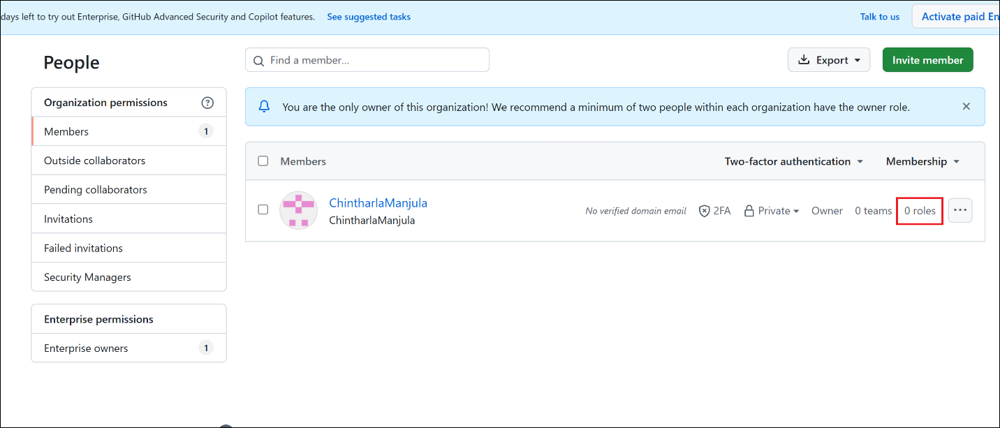 days left to try out Enterprise, GitHub Advanced Security and Copilot features. See suggested tasks Talk to us Activate paid En
People
Find a member...
Export
Invite member
Organization permissions
Members 1
Outside collaborators
Pending collaborators
Invitations
Failed invitations
Security Managers
Enterprise permissions
Enterprise owners 1
You are the only owner of this organization! We recommend a minimum of two people within each organization have the owner role.
Members Two-factor authentication Membership
ChintharlaManjula
ChintharlaManjula
No verified domain email 2FA Private Owner 0 teams 0 roles